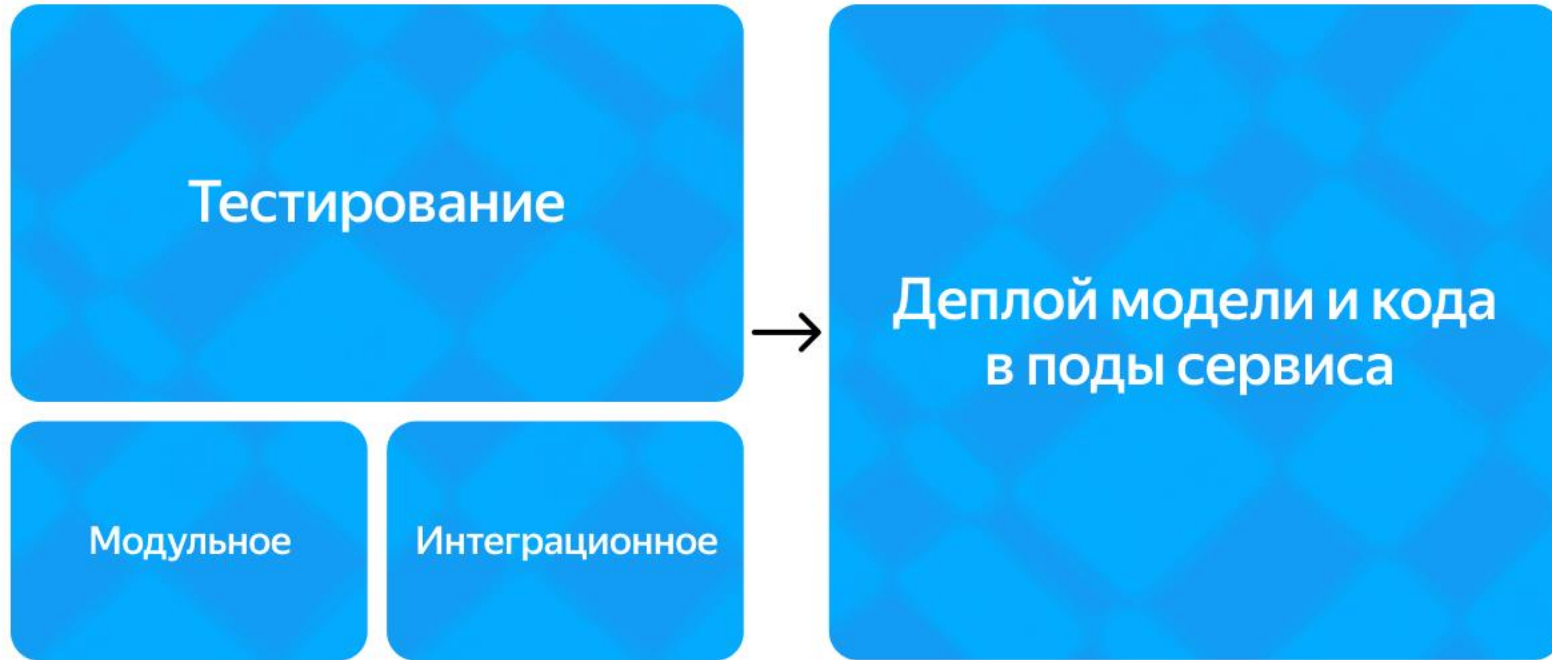 Тестирование
Модульное
Интеграционное
Деплой модели и кода
в поды сервиса